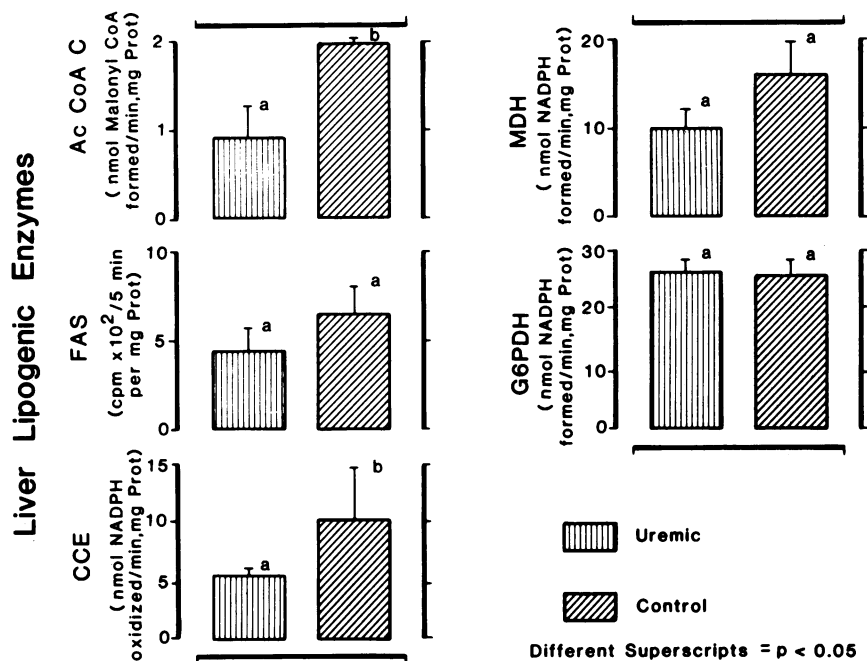 Liver Lipogenic Enzymes
Ac CoA C
( nmol Malonyl CoA
formed/min,mg Prot)
2
1
0
a
b
FAS
(cpm x10²/5 min
per mg Prot)
10
5
0
a
a
CCE
(nmol NADPH
oxidized/min,mg Prot)
15
10
5
0
a
b
MDH
( nmol NADPH
formed/min,mg Prot)
20
10
0
a
a
G6PDH
( nmol NADPH
formed/min,mg Prot)
30
20
10
0
a
a
Uremic
Control
Different Superscripts = p < 0.05